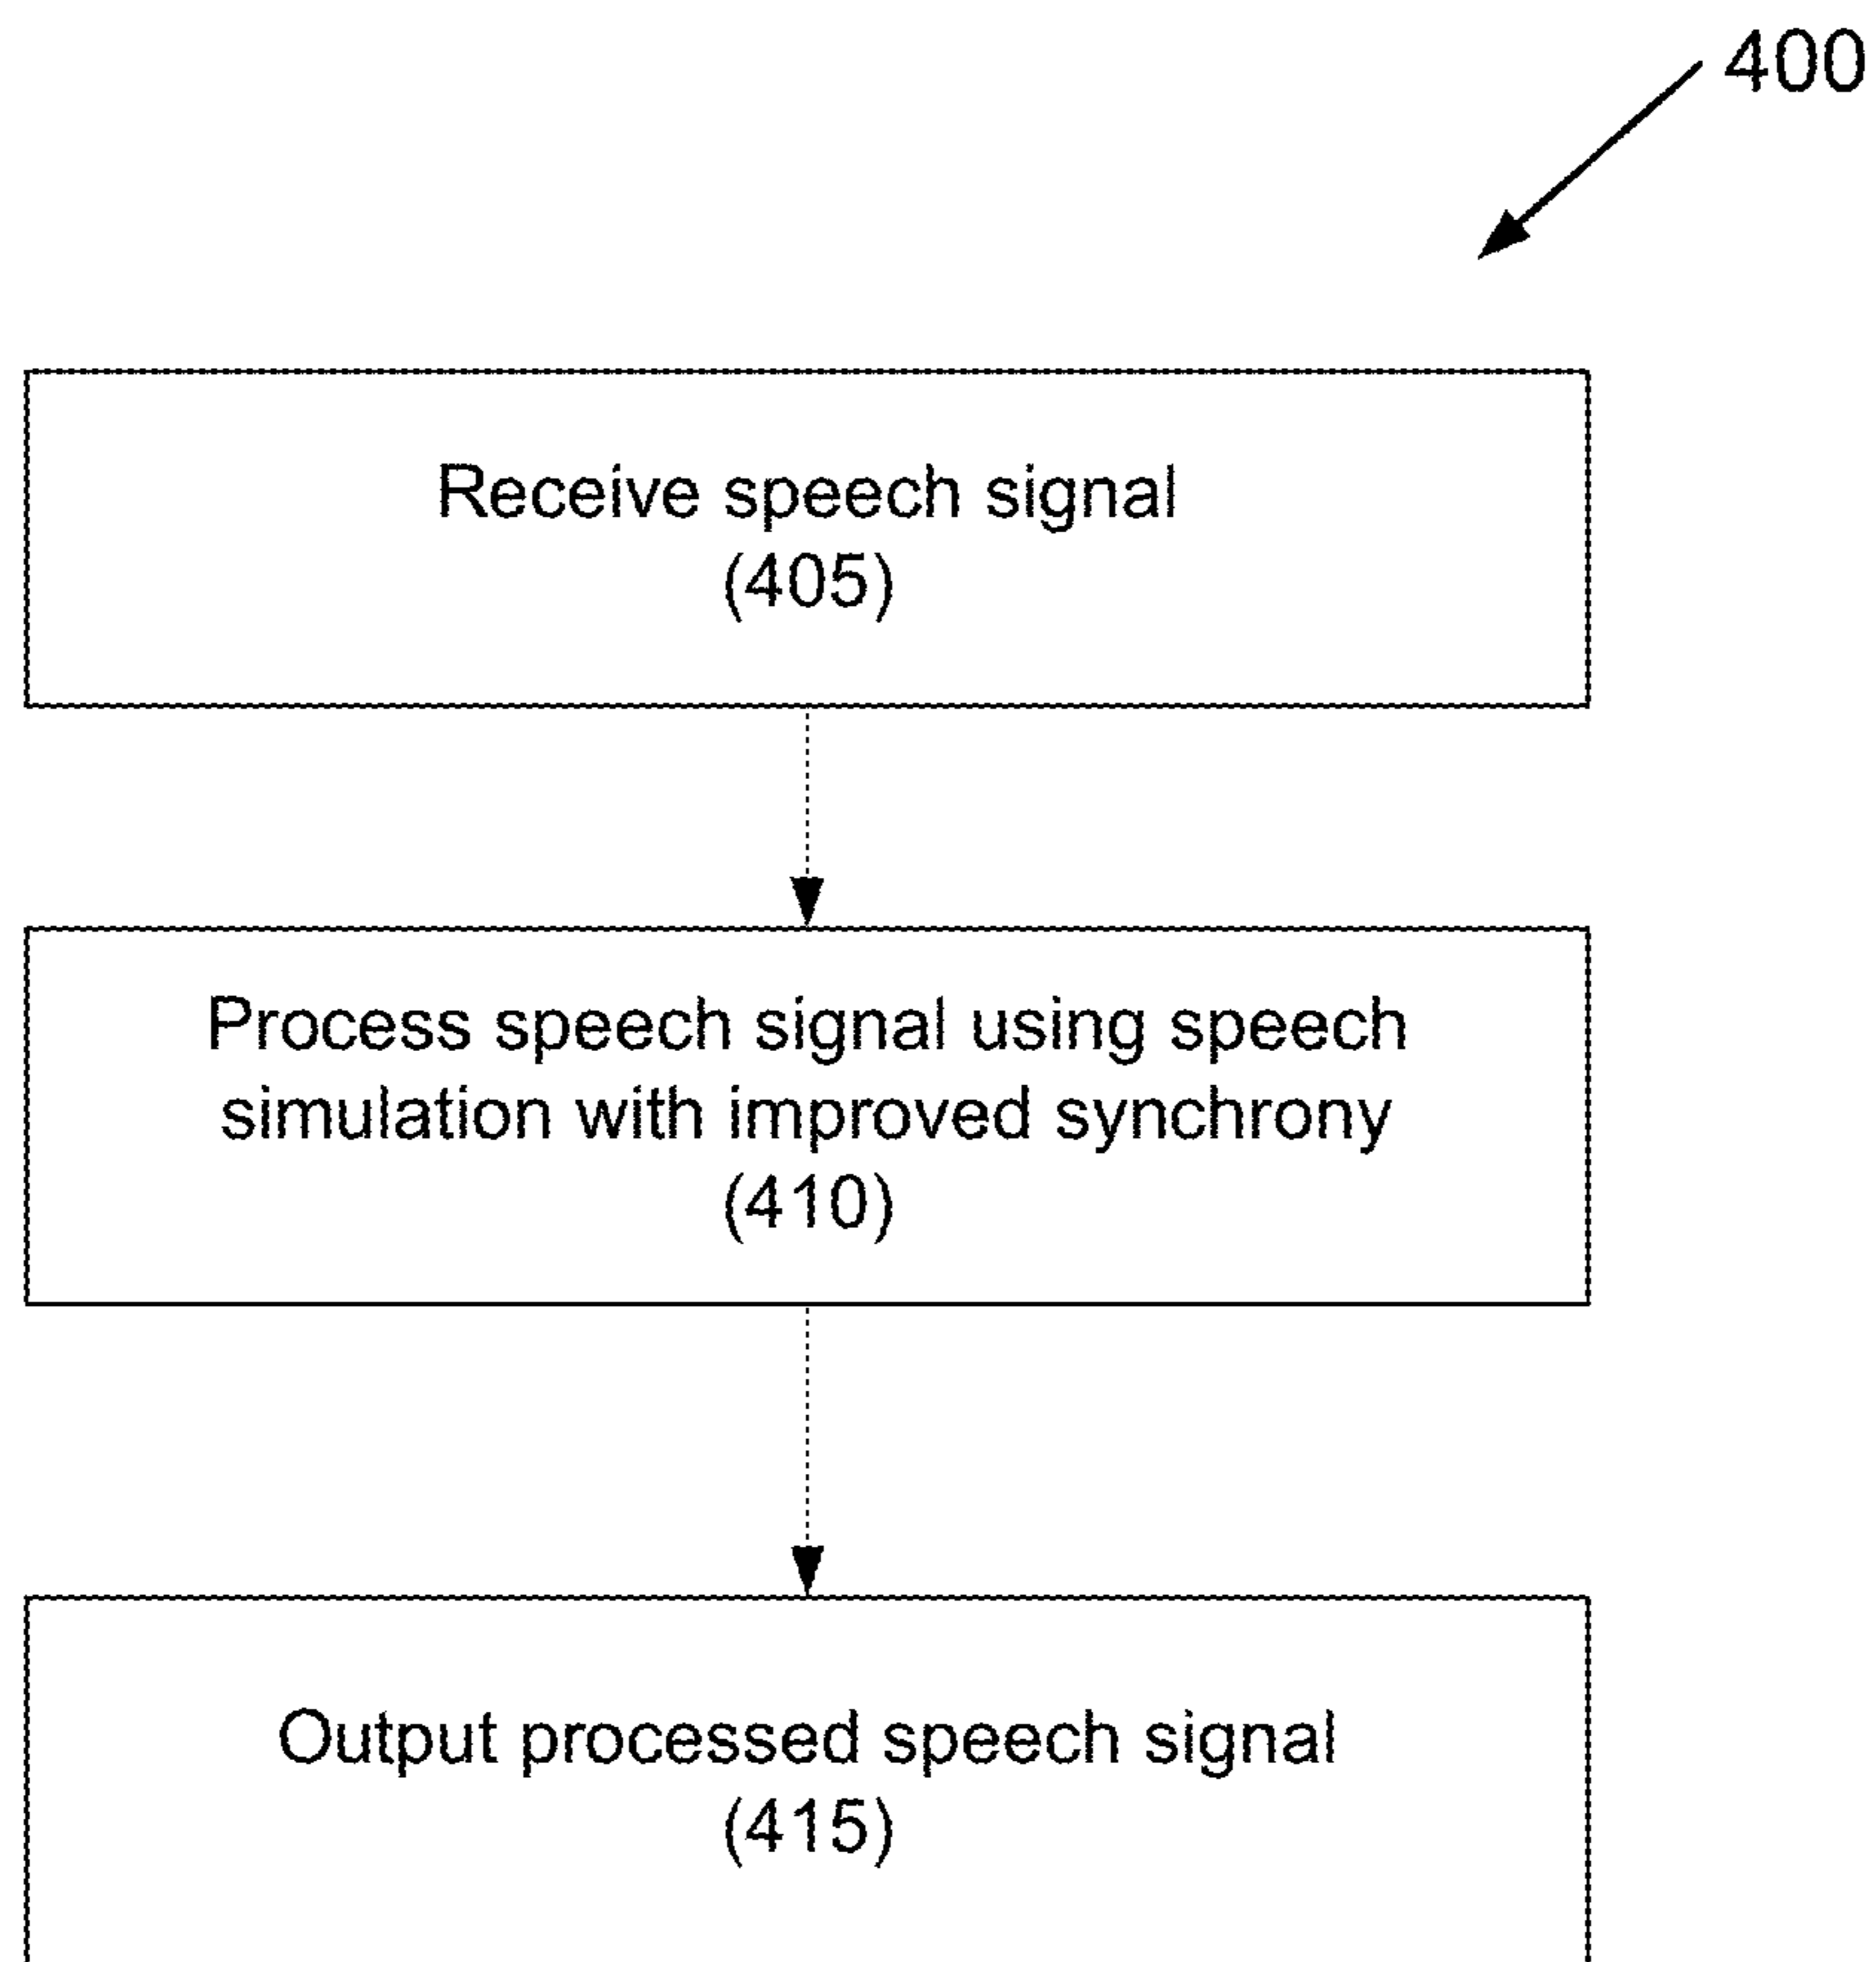 400
Receive speech signal
(405)
Process speech signal using speech
simulation with improved synchrony
(410)
Output processed speech signal
(415)